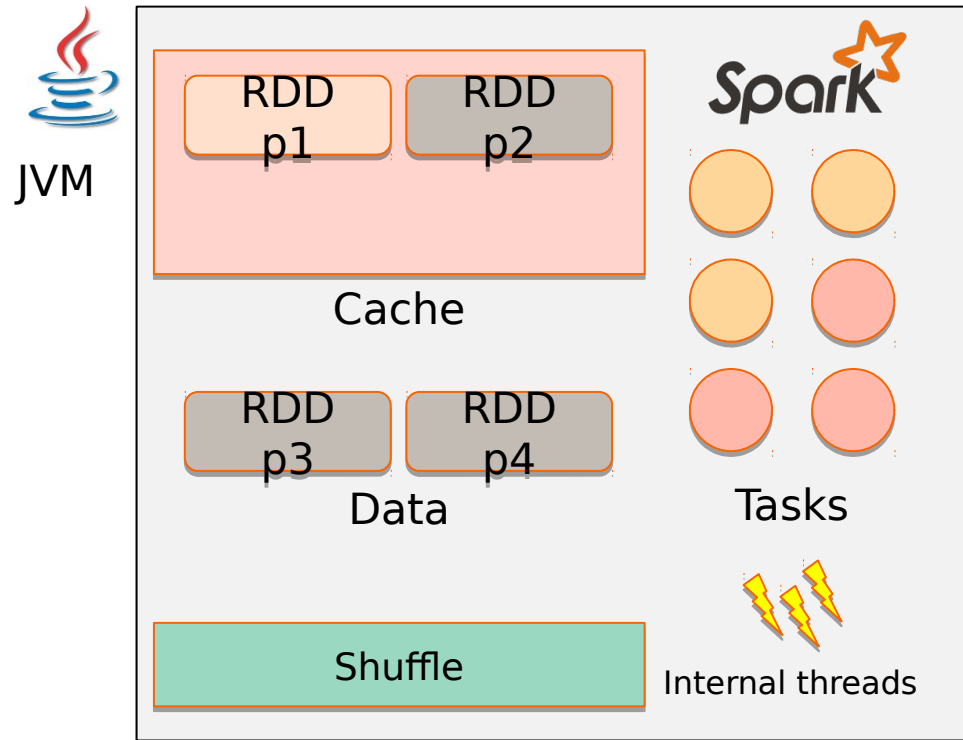 JVM
RDD
p1
RDD
p2
Cache
RDD
p3
RDD
p4
Data
Shuffle
Spark
Tasks
Internal threads